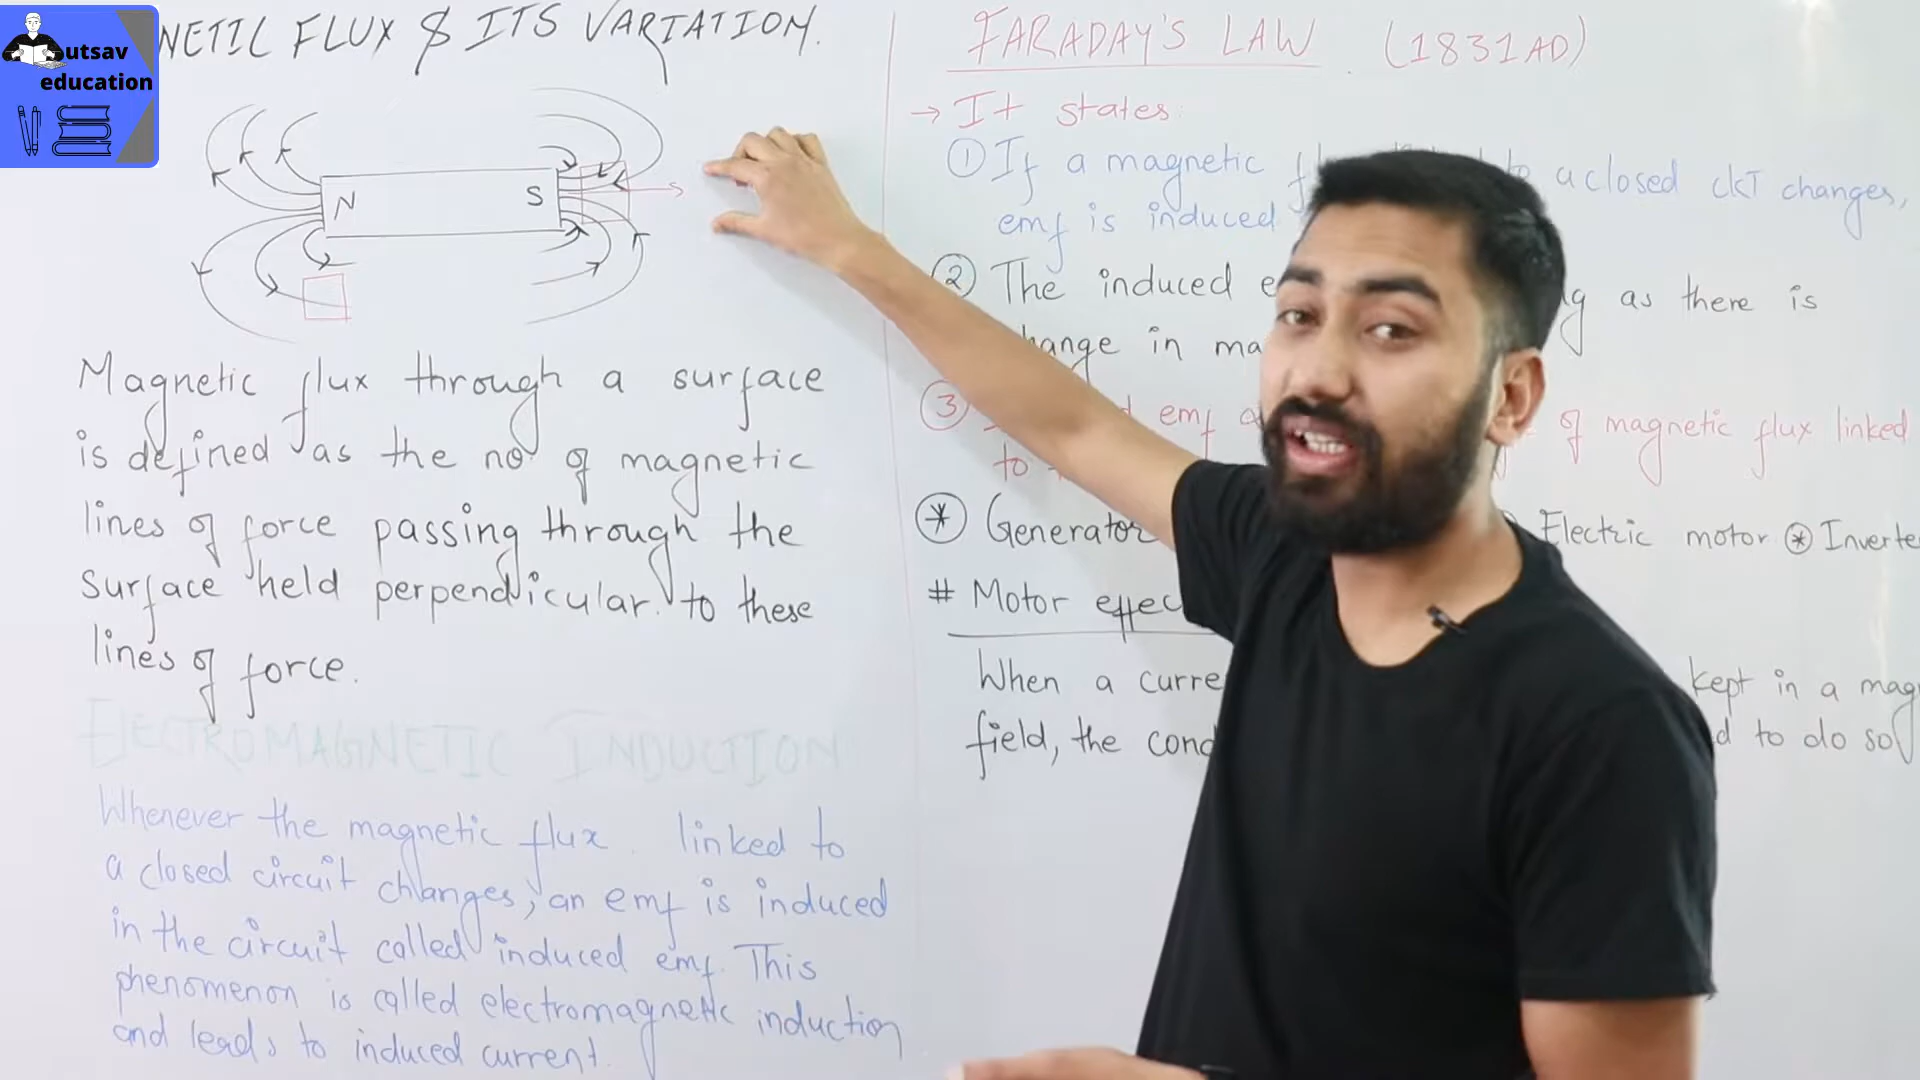 utsav
education
NETIC FLUX & ITS VARIATION.
N
S
Magnetic flux through a surface
is defined as the no of magnetic
lines of force passing through the
surface held perpendicular to these
lines of force.
ELECTROMAGNETIC INDUCTION
Whenever the magnetic flux linked to
a closed circuit changes, an emf is induced
in the circuit called induced emf. This
phenomenon is called electromagnetic induction
and leads to induced current.
FARADAY'S LAW (1831AD)
→ It states:
① If a magnetic to a closed ckt changes,
emf is induced
② The induced as there is
change in
③ emf of magnetic flux linked
to
⊛ Generator Electric motor ⊛ Inverte
# Motor effec
When a curre kept in a mag
field, the cond to do so